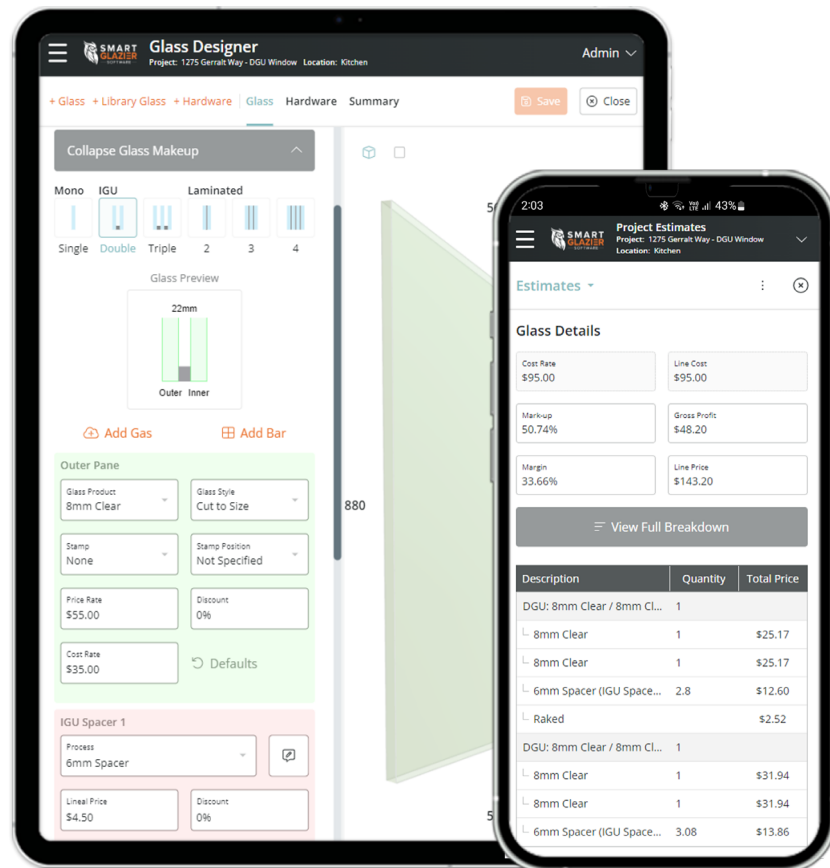 SMART
GLAZIER
SOFTWARE
Glass Designer
Project: 1275 Gerralt Way - DGU Window Location: Kitchen
Admin
+ Glass + Library Glass + Hardware Glass Hardware Summary
Save
Close
Collapse Glass Makeup
Mono IGU Laminated
Single Double Triple 2 3 4
Glass Preview
22mm
Outer Inner
Add Gas
Add Bar
Outer Pane
Glass Product
8mm Clear
Glass Style
Cut to Size
Stamp
None
Stamp Position
Not Specified
Price Rate
$55.00
Discount
0%
Cost Rate
$35.00
Defaults
IGU Spacer 1
Process
6mm Spacer
Lineal Price
$4.50
Discount
0%
880
2:03
43%
SMART
GLAZIER
SOFTWARE
Project Estimates
Project: 1275 Gerralt Way - DGU Window
Location: Kitchen
Estimates
Glass Details
Cost Rate
$95.00
Line Cost
$95.00
Mark-up
50.74%
Gross Profit
$48.20
Margin
33.66%
Line Price
$143.20
View Full Breakdown
Description Quantity Total Price
DGU: 8mm Clear / 8mm Cl... 1
8mm Clear 1 $25.17
8mm Clear 1 $25.17
6mm Spacer (IGU Space... 2.8 $12.60
Raked $2.52
DGU: 8mm Clear / 8mm Cl... 1
8mm Clear 1 $31.94
8mm Clear 1 $31.94
6mm Spacer (IGU Space... 3.08 $13.86